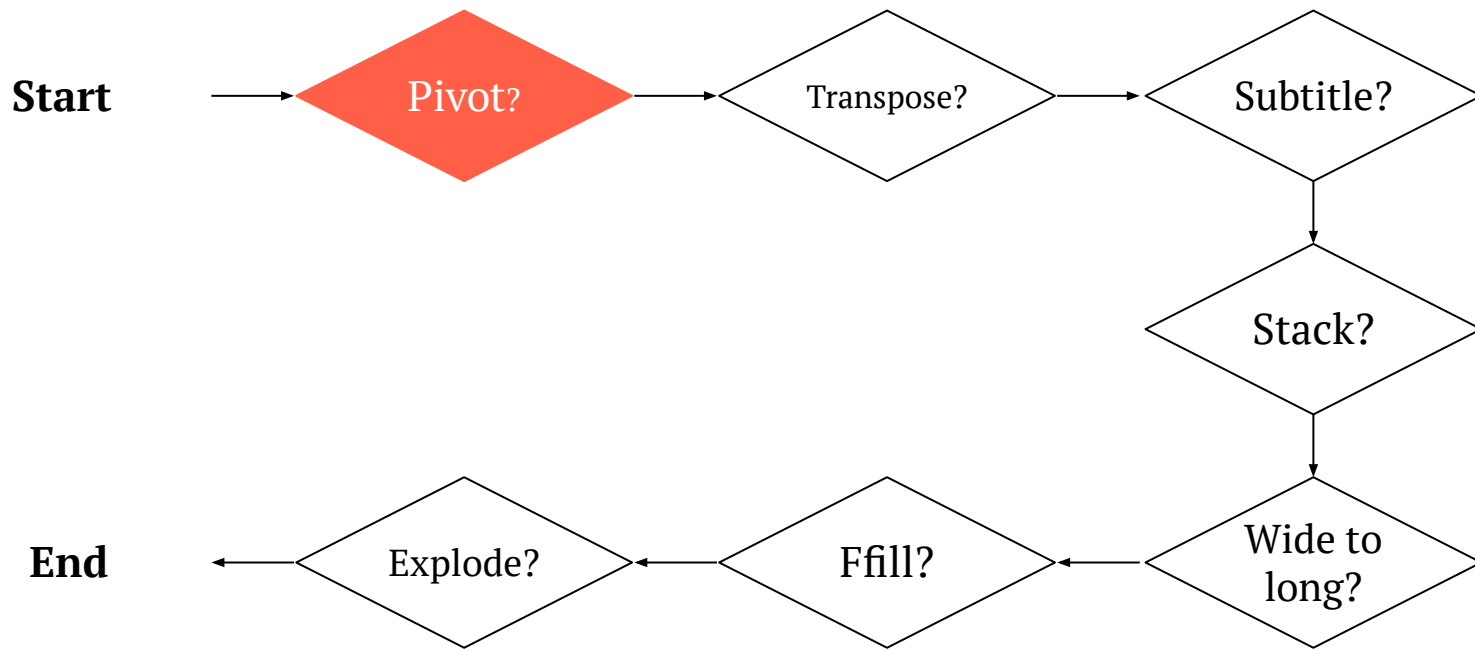 Start
Pivot?
Transpose?
Subtitle?
Stack?
Wide to
long?
Ffill?
Explode?
End